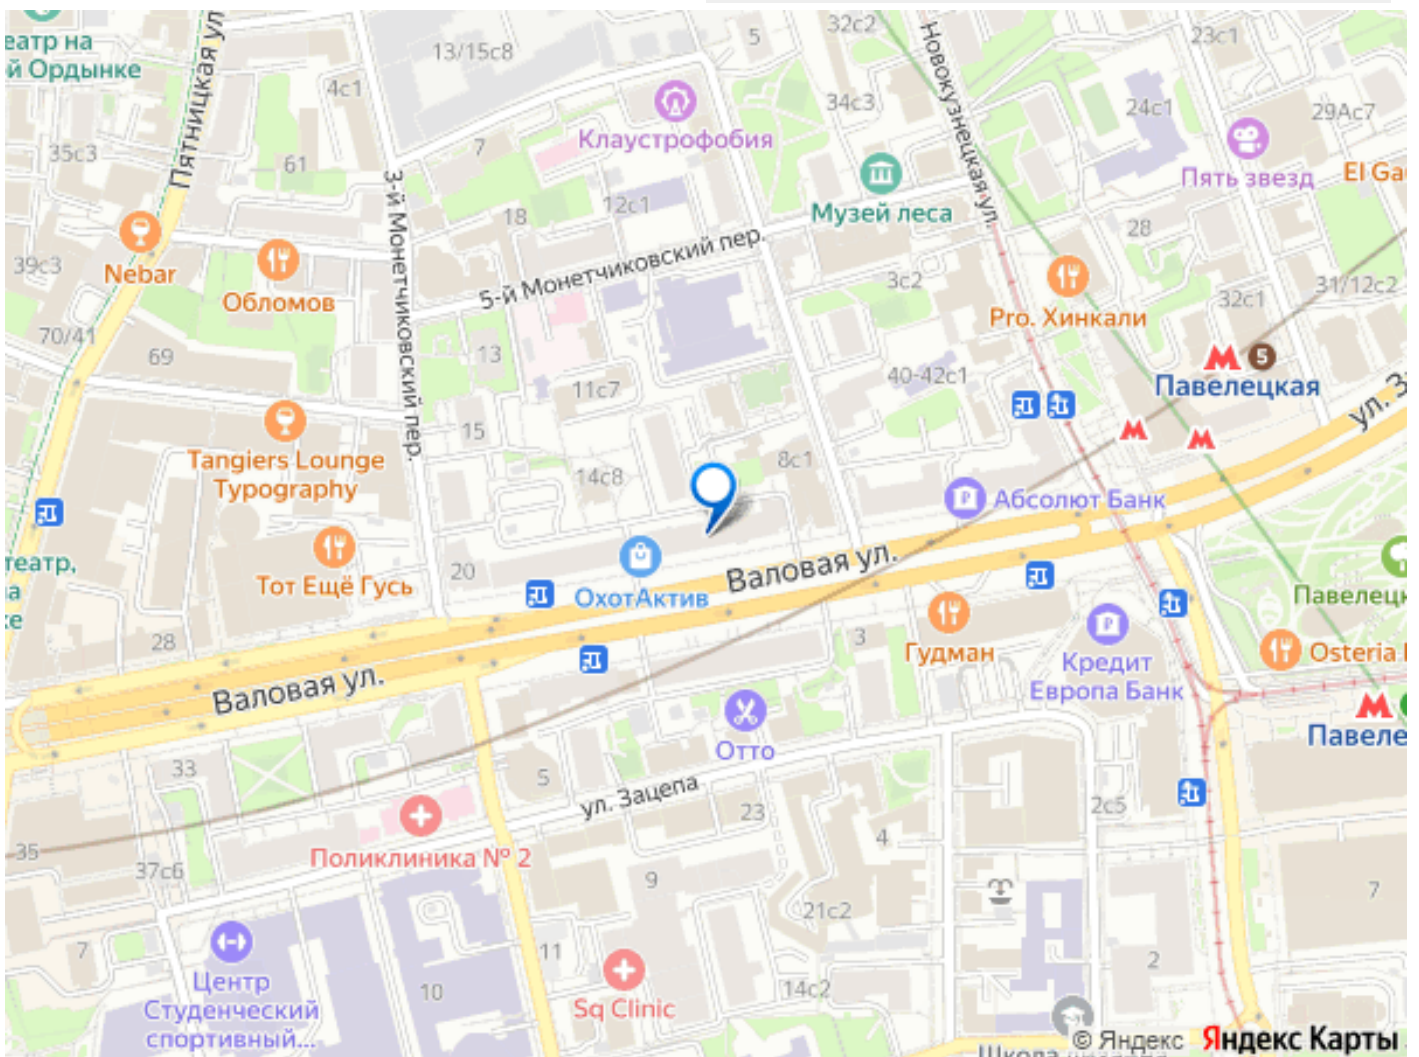 еатр на
й Ордынке
Пятницкая ул
13/15с8
5
32с2
23с1
4с1
34с3
24с1
29Ас7
Новокузнецкая ул.
Клаустрофобия
35с3
61
7
3-й Монетчиковский пер.
Пять звезд
El Ga
12с1
18
Музей леса
28
39с3
Nebar
Обломов
5-й Монетчиковский пер.
3с2
31/12с2
32с1
Pro. Хинкали
70/41
69
13
11с7
40-42с1
5
Павелецкая
15
ул. З
Tangiers Lounge
Typography
8с1
14с8
Абсолют Банк
театр,
а
ке
Тот Ещё Гусь
20
ОхотАктив
Валовая ул.
Павелецк
28
3
Гудман
Кредит
Европа Банк
Osteria
Валовая ул.
Отто
Павеле
33
5
ул. Зацепа
23
2с5
4
35
Поликлиника № 2
37с6
9
7
21с2
7
11
2
Центр
Студенческий
спортивный...
10
Sq Clinic
14с2
© Яндекс Яндекс Карты